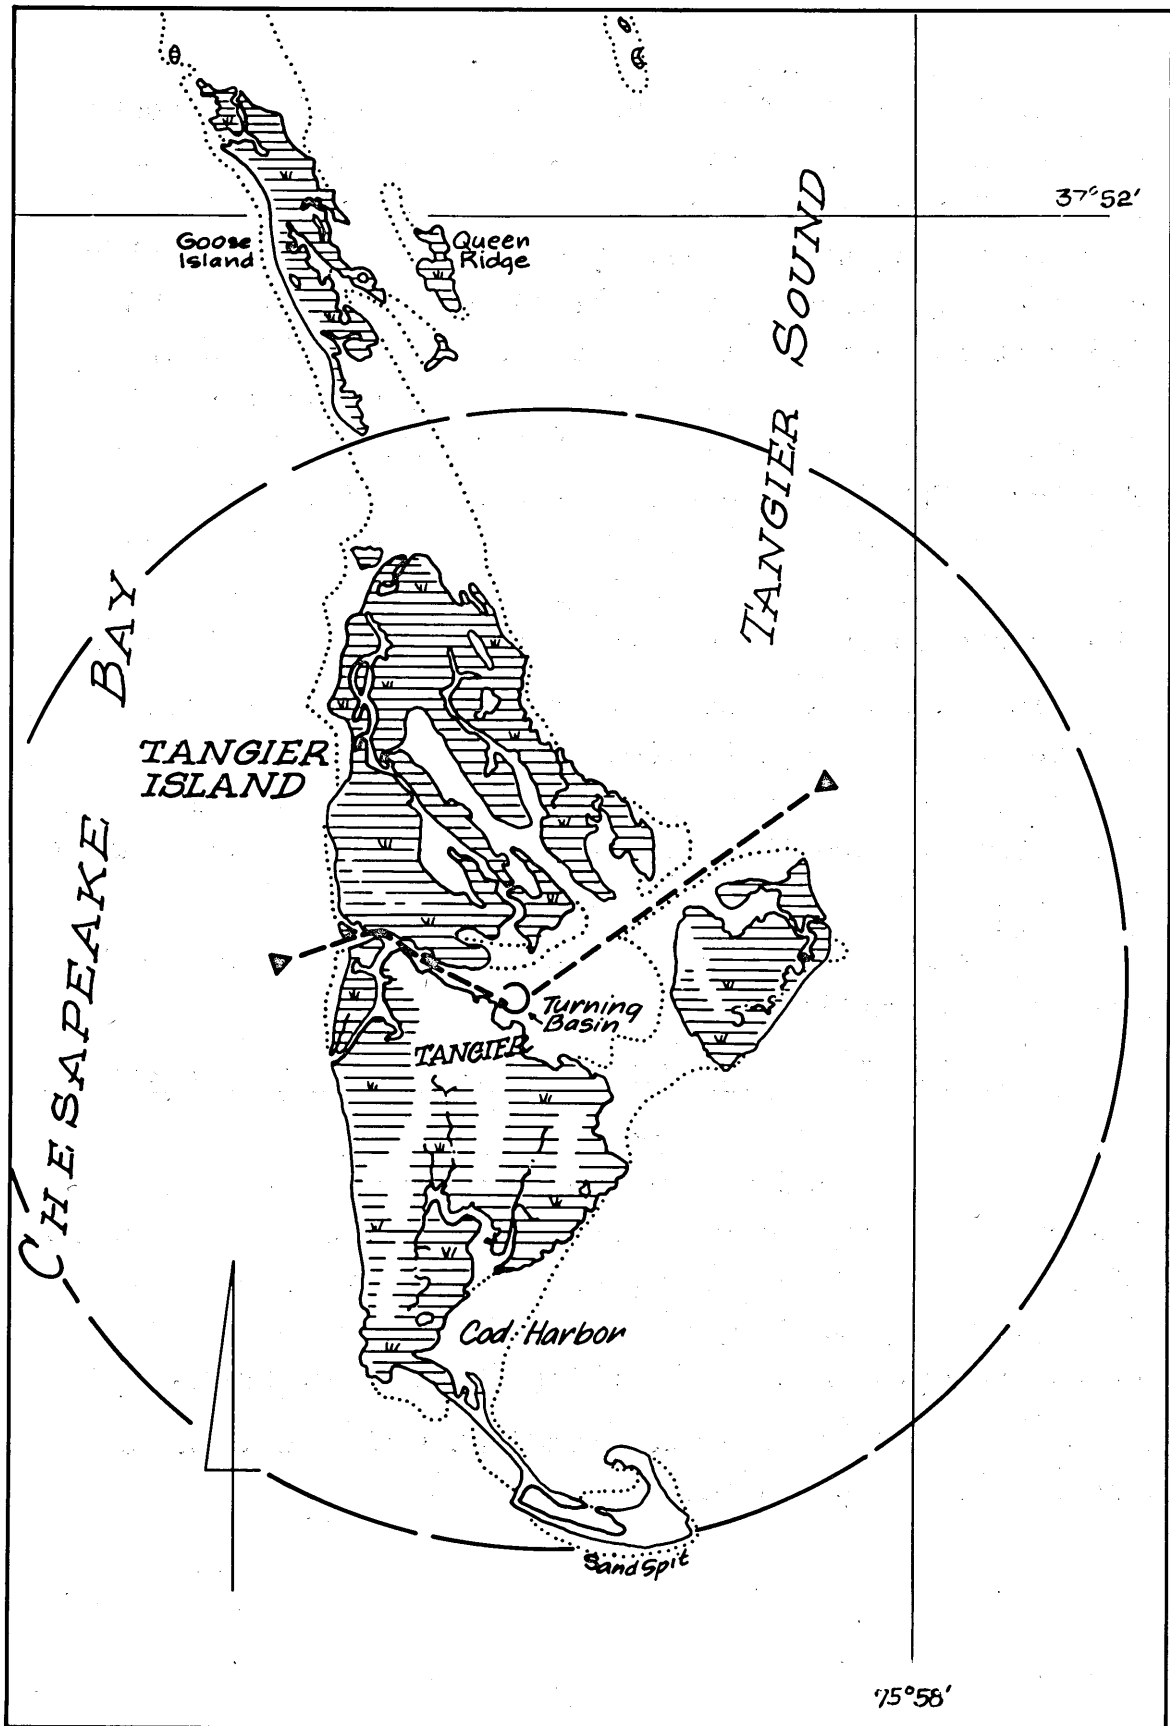 37°52'
Goose
Island
Queen
Ridge
TANGIER SOUND
CHESAPEAKE BAY
TANGIER
ISLAND
Turning
Basin
TANGIER
Cod Harbor
Sand Spit
75°58'